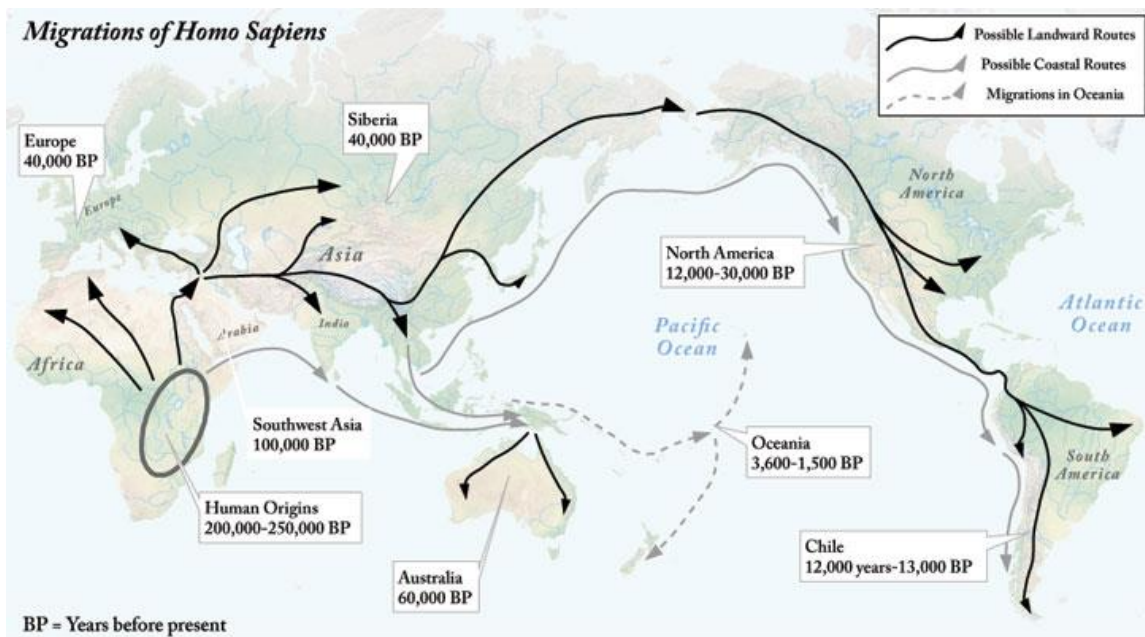 Migrations of Homo Sapiens
Possible Landward Routes
Possible Coastal Routes
Migrations in Oceania
Europe
40,000 BP
Siberia
40,000 BP
Europe
Asia
North
America
North America
12,000-30,000 BP
India
Arabia
Africa
Pacific
Ocean
Atlantic
Ocean
Southwest Asia
100,000 BP
Oceania
3,600-1,500 BP
South
America
Human Origins
200,000-250,000 BP
Chile
12,000 years-13,000 BP
Australia
60,000 BP
BP = Years before present